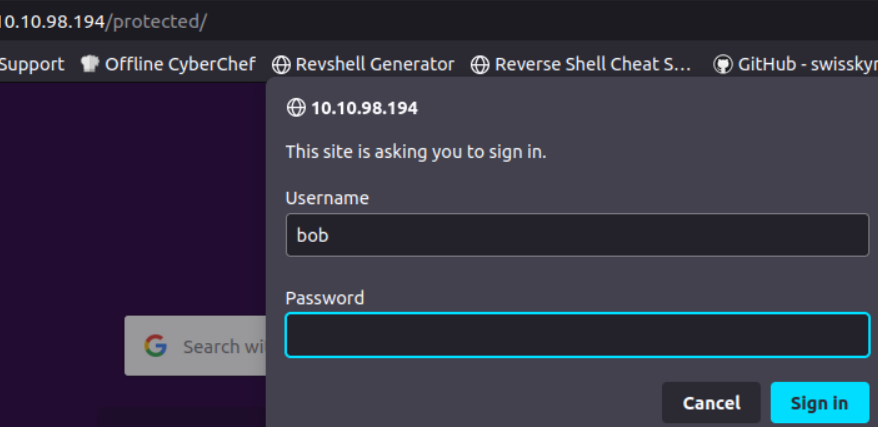 10.10.98.194/protected/
Support Offline CyberChef Revshell Generator Reverse Shell Cheat S... GitHub - swisskyr
10.10.98.194
This site is asking you to sign in.
Username
bob
Password
Search wi
Cancel Sign in